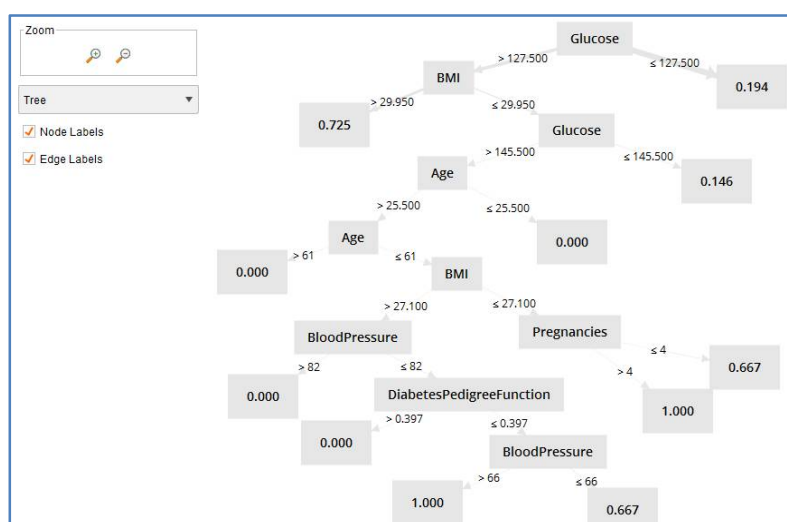 Zoom
Tree
Node Labels
Edge Labels
Glucose
> 127.500
≤ 127.500
BMI
0.194
> 29.950
≤ 29.950
0.725
Glucose
> 145.500
≤ 145.500
Age
0.146
> 25.500
≤ 25.500
Age
0.000
> 61
≤ 61
0.000
BMI
> 27.100
≤ 27.100
BloodPressure
Pregnancies
> 82
≤ 82
> 4
≤ 4
0.000
DiabetesPedigreeFunction
1.000
0.667
> 0.397
≤ 0.397
0.000
BloodPressure
> 66
≤ 66
1.000
0.667